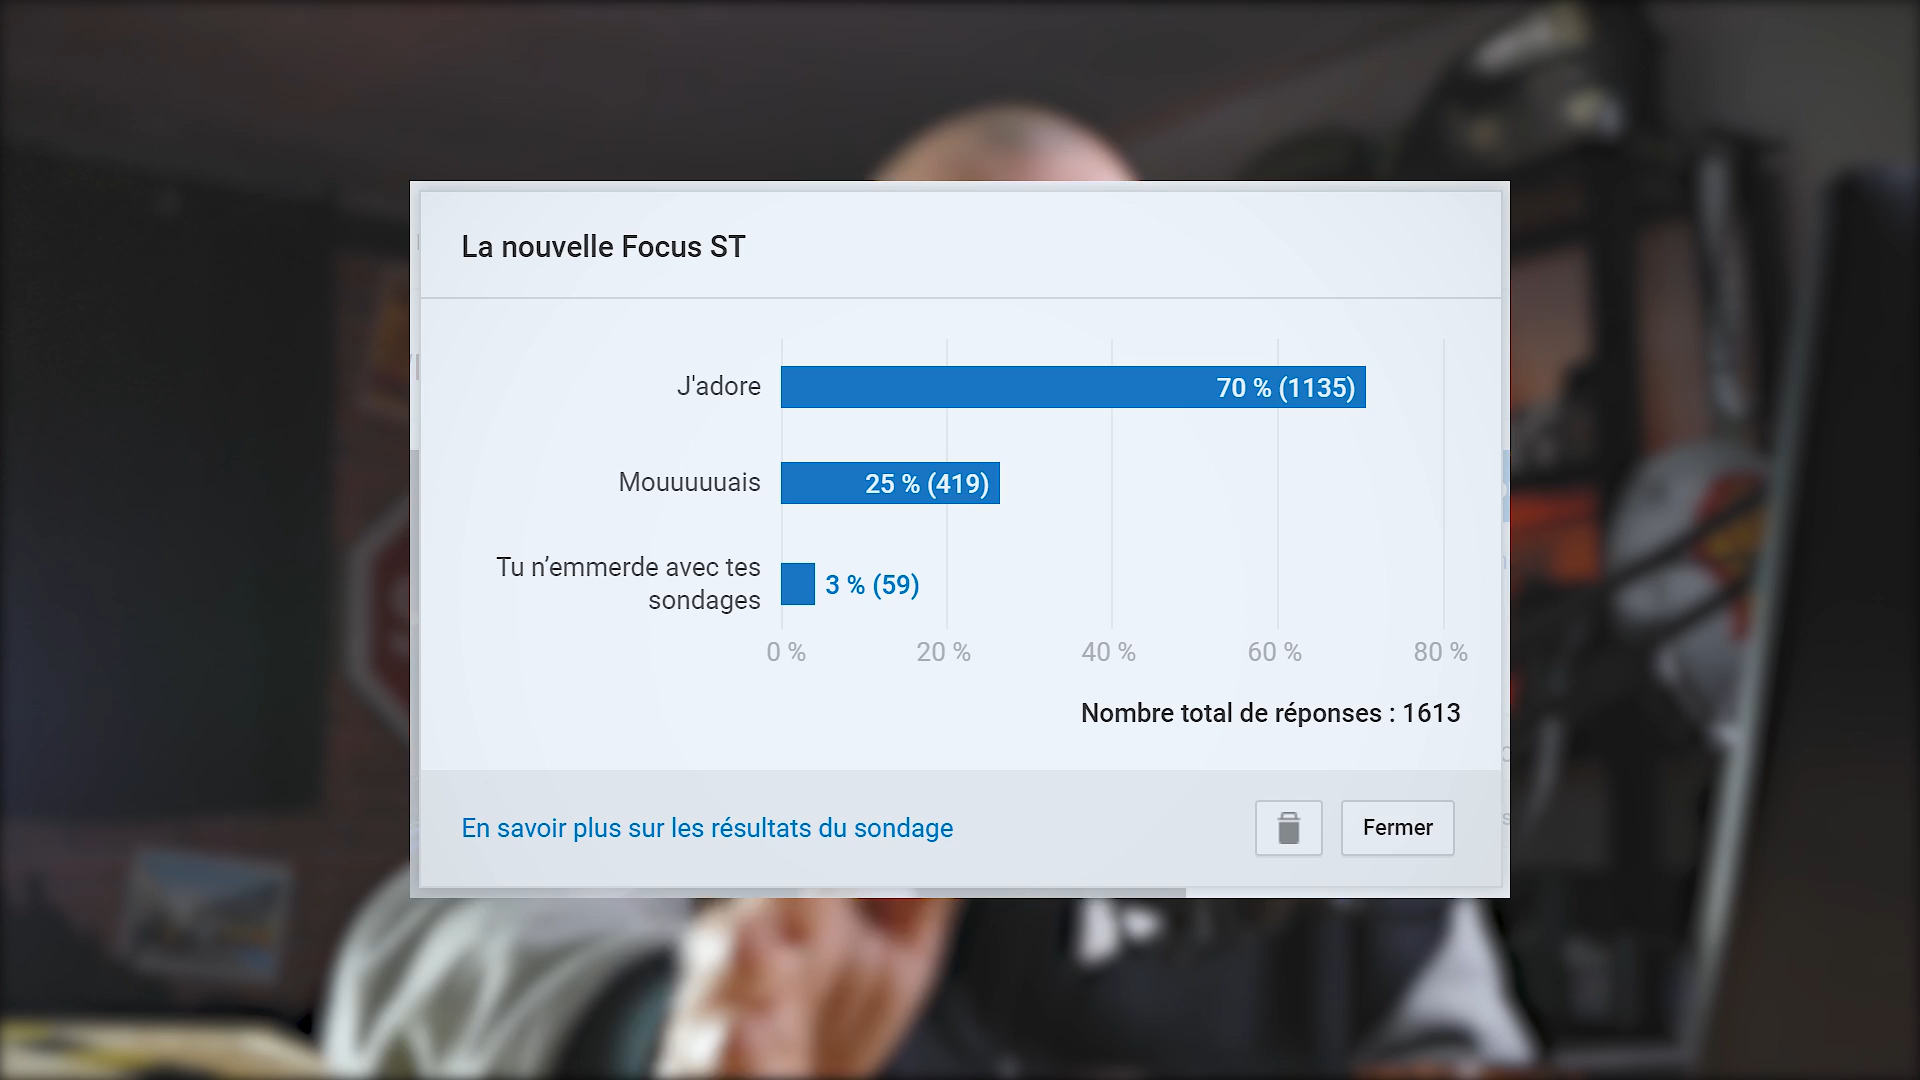 La nouvelle Focus ST
J'adore
70 % (1135)
Mouuuuuais
25 % (419)
Tu n’emmerde avec tes
sondages
3 % (59)
0 %
20 %
40 %
60 %
80 %
Nombre total de réponses : 1613
En savoir plus sur les résultats du sondage
Fermer